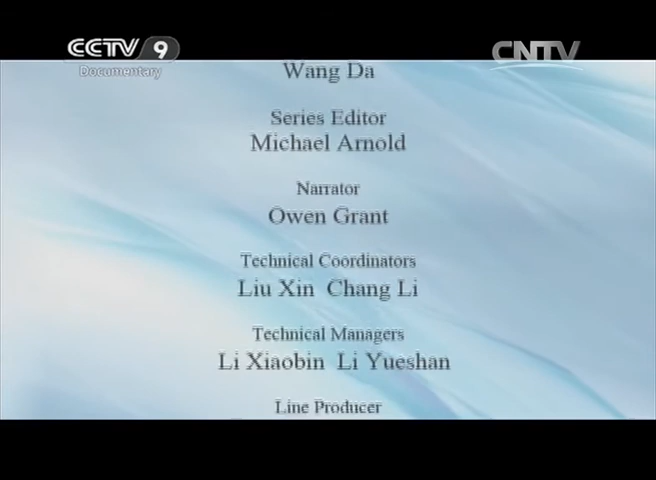 CCTV 9
Documentary
CNTV
Wang Da
Series Editor
Michael Arnold
Narrator
Owen Grant
Technical Coordinators
Liu Xin Chang Li
Technical Managers
Li Xiaobin Li Yueshan
Line Producer